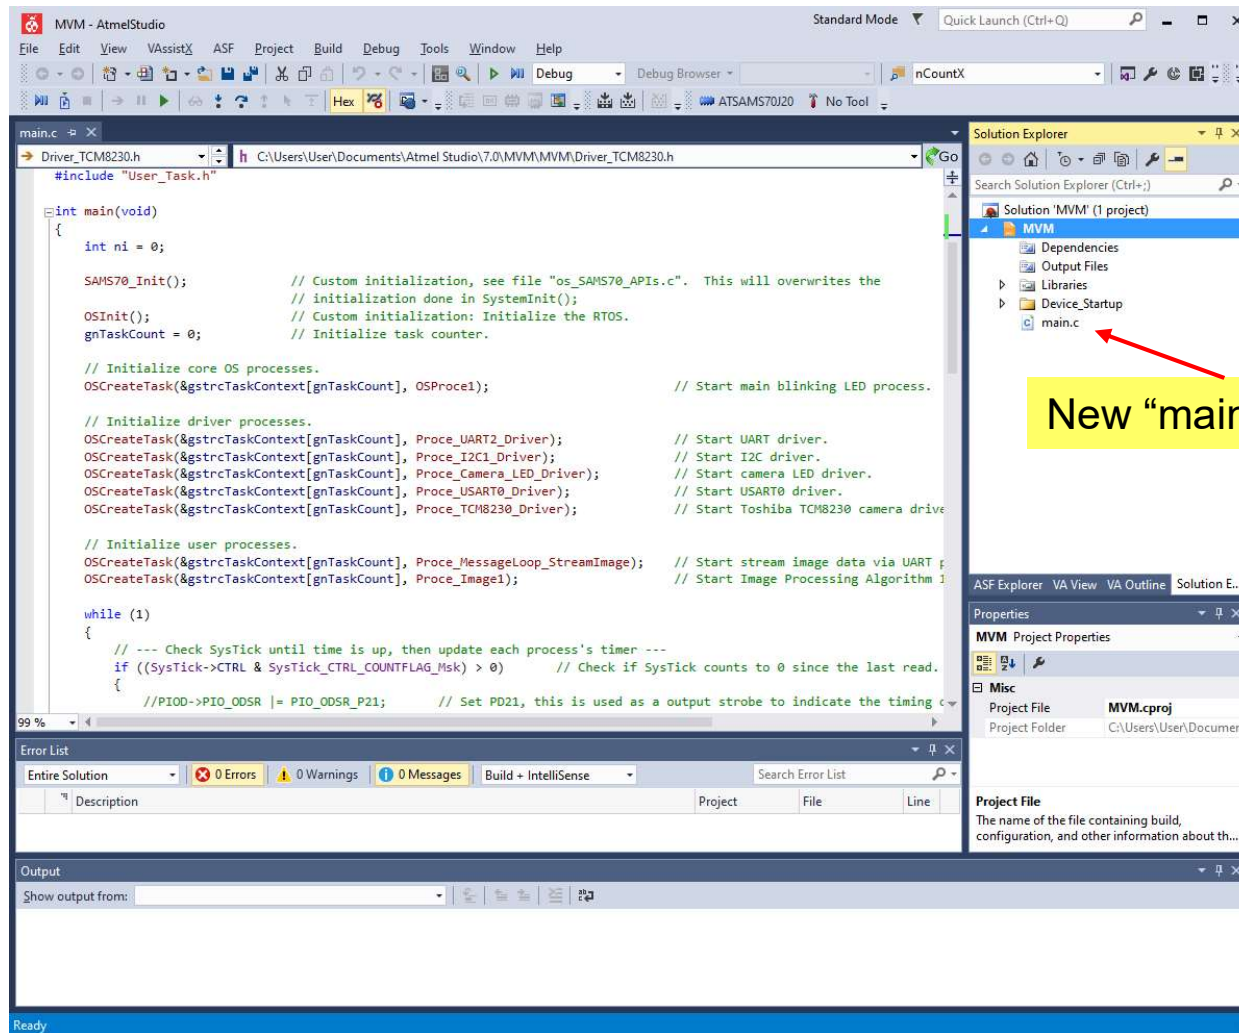 MVM - AtmelStudio
Standard Mode
Quick Launch (Ctrl+Q)
File Edit View VAssistX ASF Project Build Debug Tools Window Help
Debug
Debug Browser
nCountX
Hex
ATSAMS70J20
No Tool
main.c
Driver_TCM8230.h
h C:\Users\User\Documents\Atmel Studio\7.0\MVM\MVM\Driver_TCM8230.h
Go
#include "User_Task.h"
int main(void)
{
int ni = 0;
SAMS70_Init(); // Custom initialization, see file "os_SAMS70_APIs.c". This will overwrites the
// initialization done in SystemInit();
OSInit(); // Custom initialization: Initialize the RTOS.
gnTaskCount = 0; // Initialize task counter.
// Initialize core OS processes.
OSCreateTask(&gstrcTaskContext[gnTaskCount], OSProce1); // Start main blinking LED process.
// Initialize driver processes.
OSCreateTask(&gstrcTaskContext[gnTaskCount], Proce_UART2_Driver); // Start UART driver.
OSCreateTask(&gstrcTaskContext[gnTaskCount], Proce_I2C1_Driver); // Start I2C driver.
OSCreateTask(&gstrcTaskContext[gnTaskCount], Proce_Camera_LED_Driver); // Start camera LED driver.
OSCreateTask(&gstrcTaskContext[gnTaskCount], Proce_USART0_Driver); // Start USART0 driver.
OSCreateTask(&gstrcTaskContext[gnTaskCount], Proce_TCM8230_Driver); // Start Toshiba TCM8230 camera drive
// Initialize user processes.
OSCreateTask(&gstrcTaskContext[gnTaskCount], Proce_MessageLoop_StreamImage); // Start stream image data via UART p
OSCreateTask(&gstrcTaskContext[gnTaskCount], Proce_Image1); // Start Image Processing Algorithm 1
while (1)
{
// --- Check SysTick until time is up, then update each process's timer ---
if ((SysTick->CTRL & SysTick_CTRL_COUNTFLAG_Msk) > 0) // Check if SysTick counts to 0 since the last read.
{
//PIOD->PIO_ODSR |= PIO_ODSR_P21; // Set PD21, this is used as a output strobe to indicate the timing
99 %
Solution Explorer
Search Solution Explorer (Ctrl+;)
Solution 'MVM' (1 project)
MVM
Dependencies
Output Files
Libraries
Device_Startup
c main.c
New “main
ASF Explorer VA View VA Outline Solution E...
Properties
MVM Project Properties
Misc
Project File MVM.cproj
Project Folder C:\Users\User\Documen
Project File
The name of the file containing build,
configuration, and other information about th...
Error List
Entire Solution
0 Errors
0 Warnings
0 Messages
Build + IntelliSense
Search Error List
Description Project File Line
Output
Show output from:
Ready